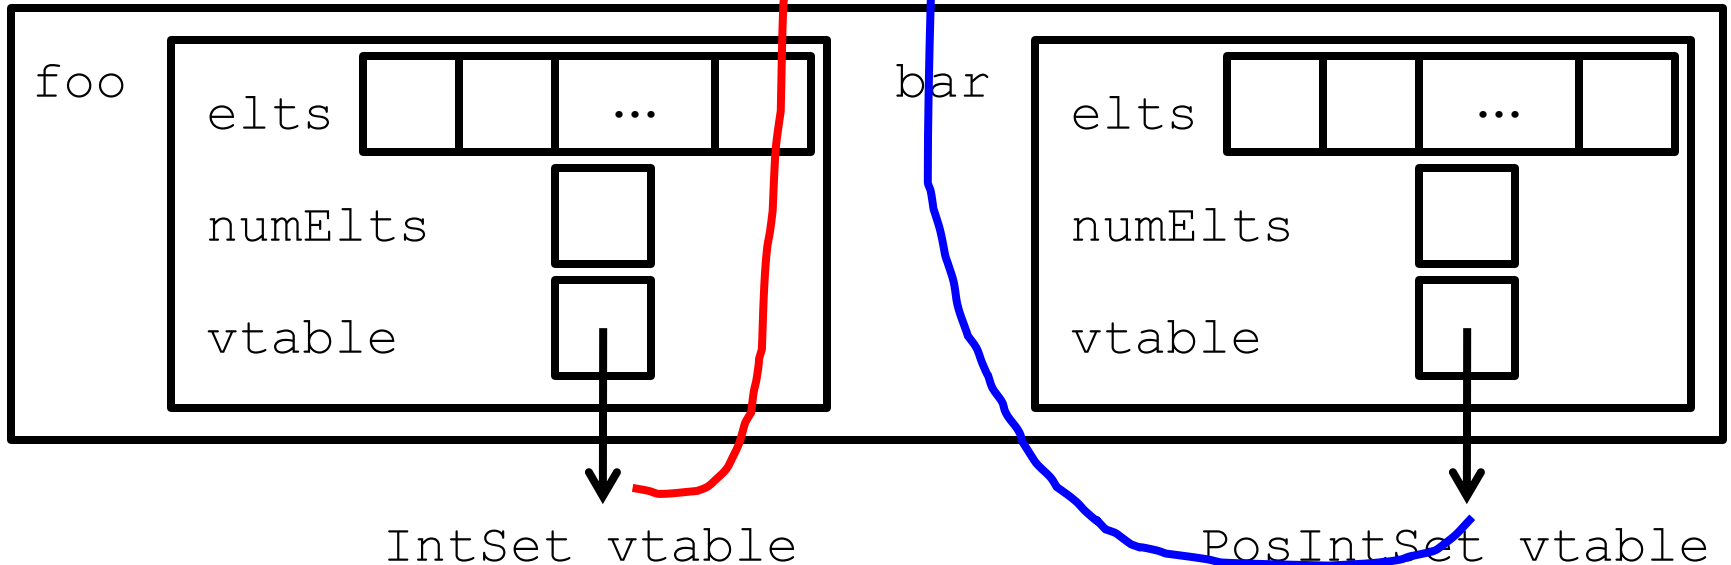 foo
elts ...
numElts
vtable
IntSet vtable
bar
elts ...
numElts
vtable
PosIntSet vtable